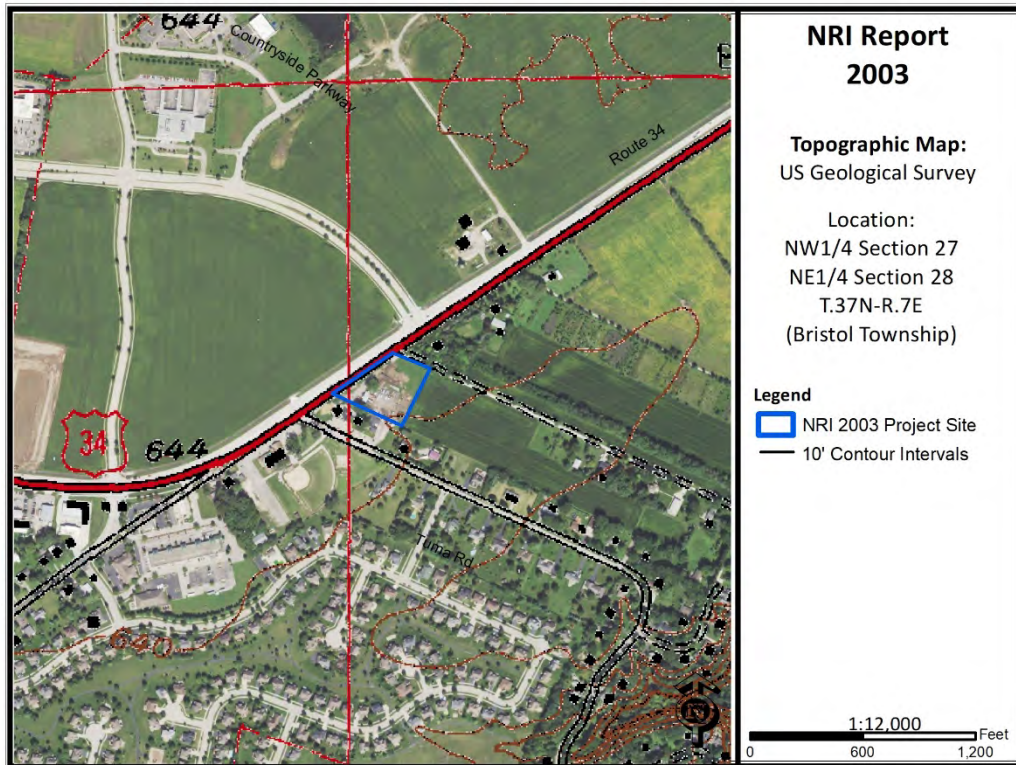 644
Countryside Parkway
Route 34
34
644
Tuma Rd
640
NRI Report
2003
Topographic Map:
US Geological Survey
Location:
NW1/4 Section 27
NE1/4 Section 28
T.37N-R.7E
(Bristol Township)
Legend
NRI 2003 Project Site
10' Contour Intervals
1:12,000
Feet
0 600 1,200